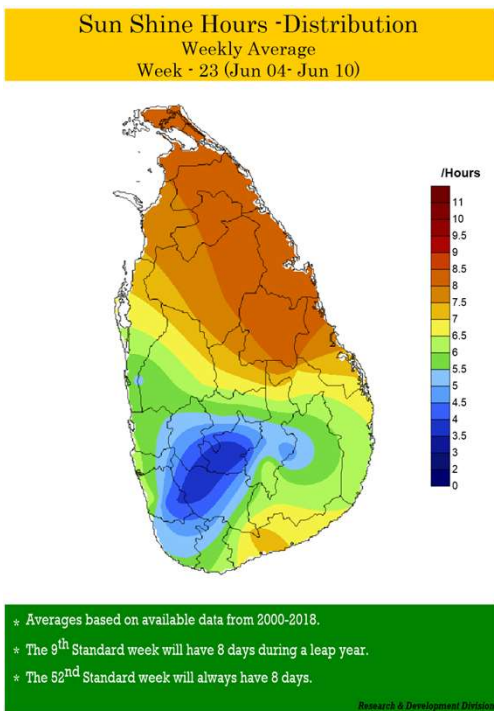 Sun Shine Hours -Distribution
Weekly Average
Week - 23 (Jun 04- Jun 10)
/Hours
11
10
9.5
9
8.5
8
7.5
7
6.5
6
5.5
5
4.5
4
3.5
3
2
0
* Averages based on available data from 2000-2018.
* The 9th Standard week will have 8 days during a leap year.
* The 52nd Standard week will always have 8 days.
Research & Development Division